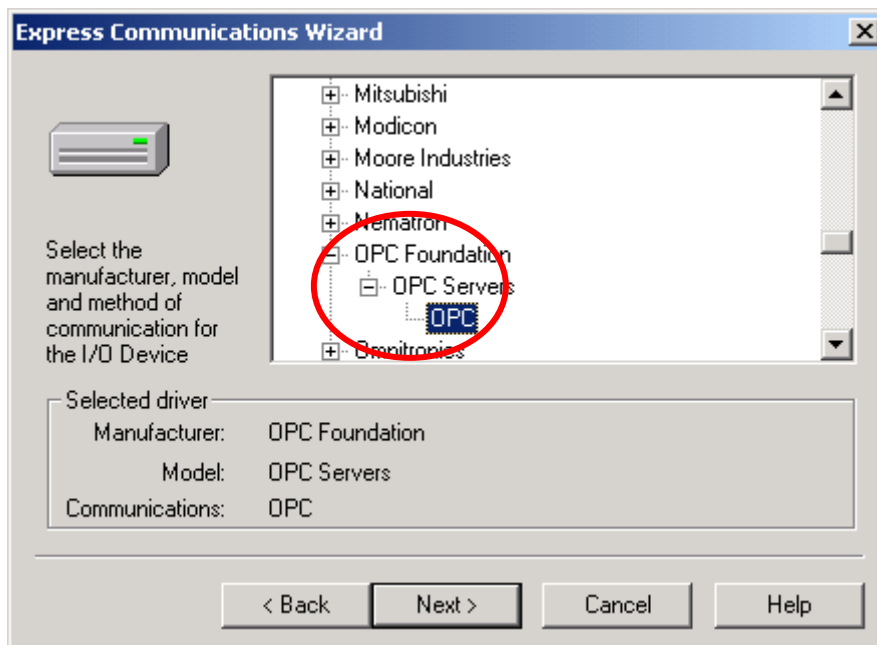 Express Communications Wizard
Mitsubishi
Modicon
Moore Industries
National
Nematron
OPC Foundation
OPC Servers
OPC
Omnitronics
Select the
manufacturer, model
and method of
communication for
the I/O Device
Selected driver
Manufacturer: OPC Foundation
Model: OPC Servers
Communications: OPC
< Back Next > Cancel Help